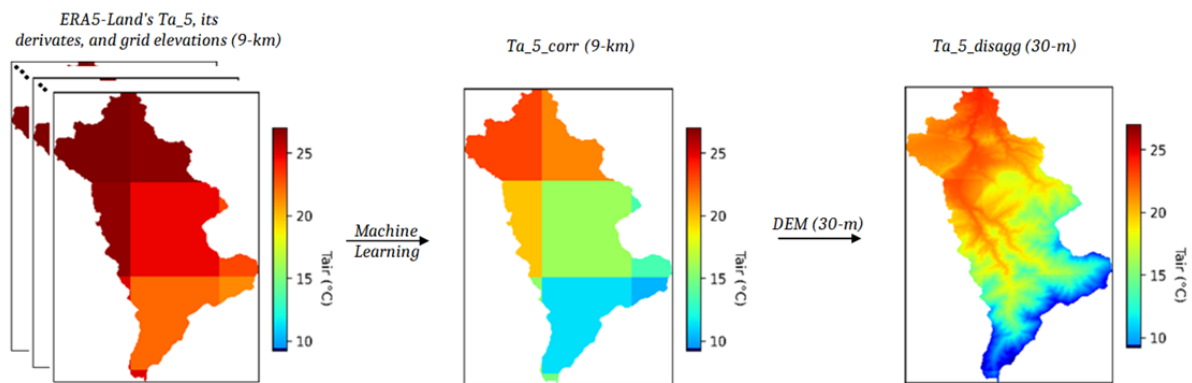 ERA5-Land's Ta_5, its
derivates, and grid elevations (9-km)
Ta_5_corr (9-km)
Ta_5_disagg (30-m)
25
20
15
10
Tair (°C)
Machine
Learning
25
20
15
10
Tair (°C)
DEM (30-m)
25
20
15
10
Tair (°C)